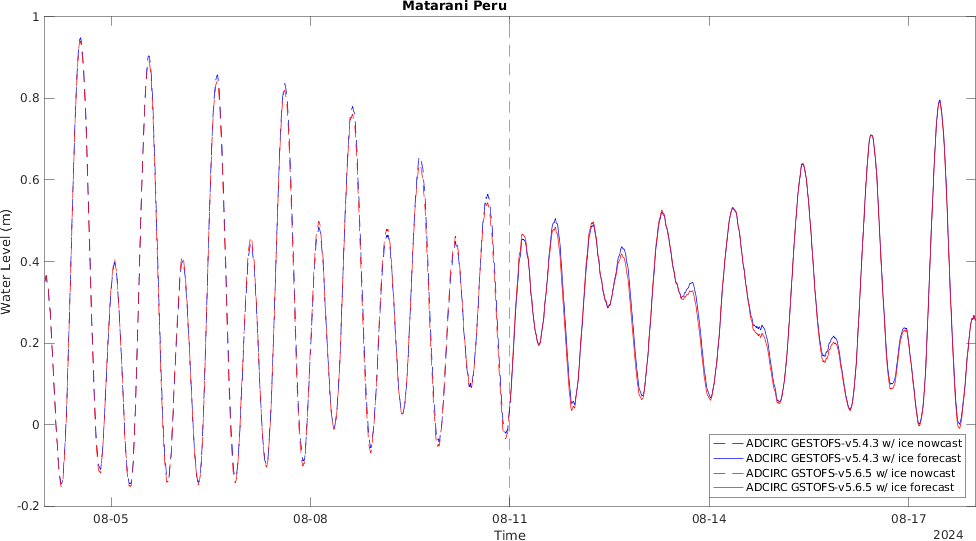 Matarani Peru
1
0.8
0.6
0.4
0.2
0
-0.2
Water Level (m)
08-05
08-08
08-11
08-14
08-17
Time
2024
ADCIRC GESTOFS-v5.4.3 w/ ice nowcast
ADCIRC GESTOFS-v5.4.3 w/ ice forecast
ADCIRC GSTOFS-v5.6.5 w/ ice nowcast
ADCIRC GSTOFS-v5.6.5 w/ ice forecast